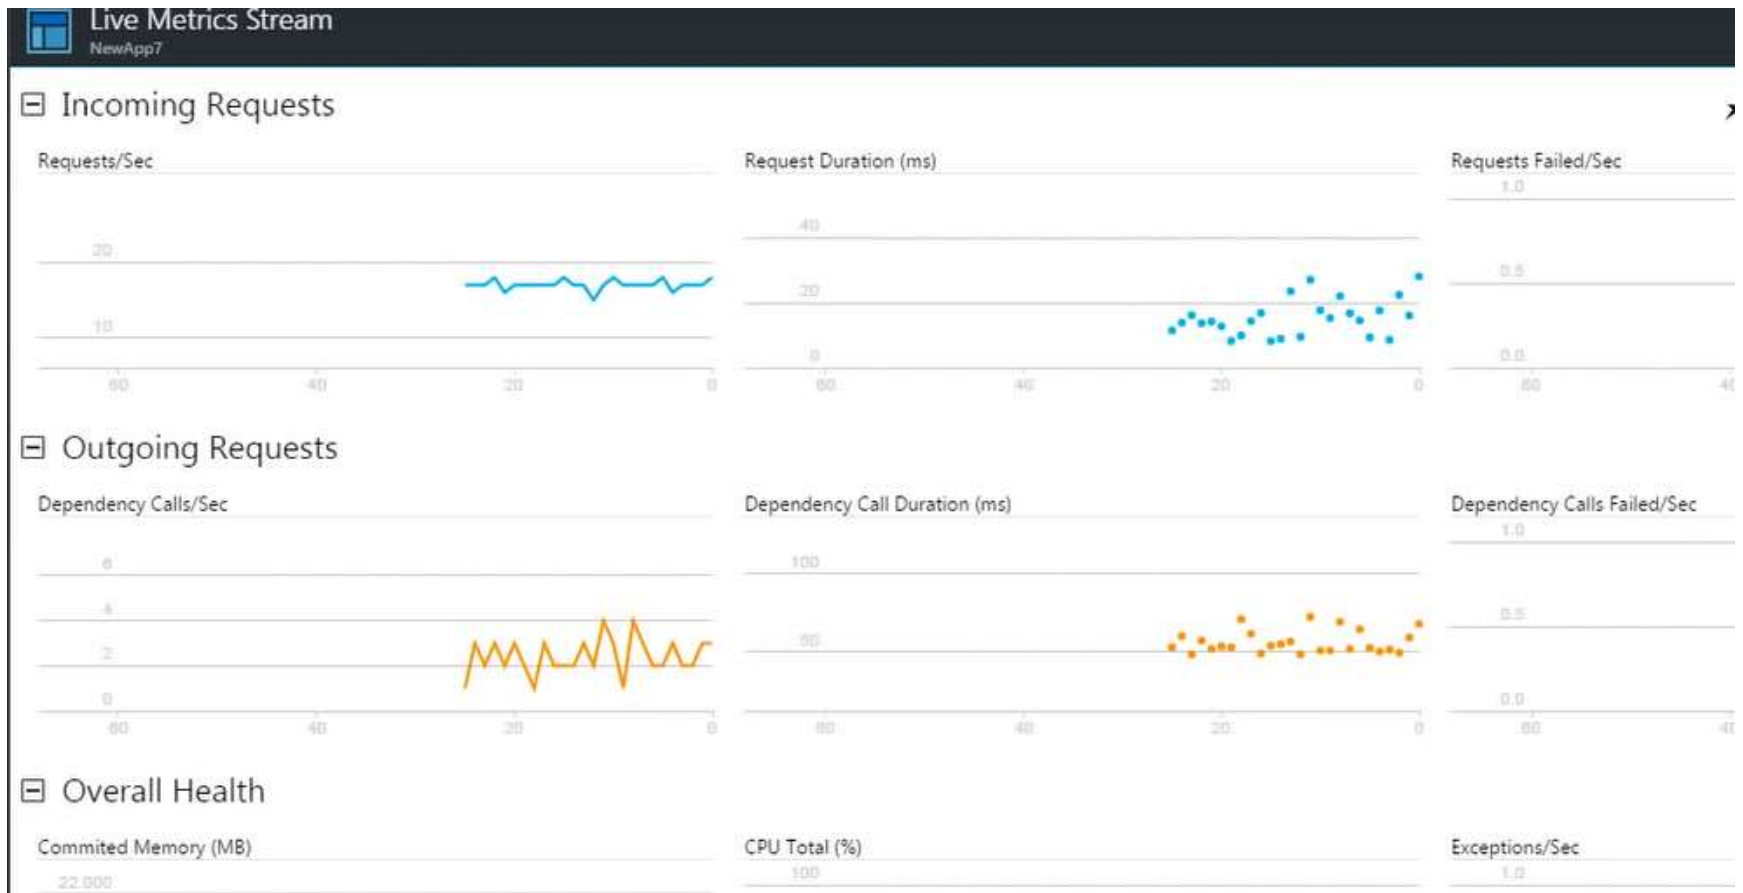 Live Metrics Stream
NewApp7
Incoming Requests
Requests/Sec
20
10
60 40 20 0
Request Duration (ms)
40
20
0
60 40 20 0
Requests Failed/Sec
1.0
0.5
0.0
60 40
Outgoing Requests
Dependency Calls/Sec
6
4
2
0
60 40 20 0
Dependency Call Duration (ms)
100
50
60 40 20 0
Dependency Calls Failed/Sec
1.0
0.5
0.0
60 40
Overall Health
Commited Memory (MB)
22.000
CPU Total (%)
100
Exceptions/Sec
1.0